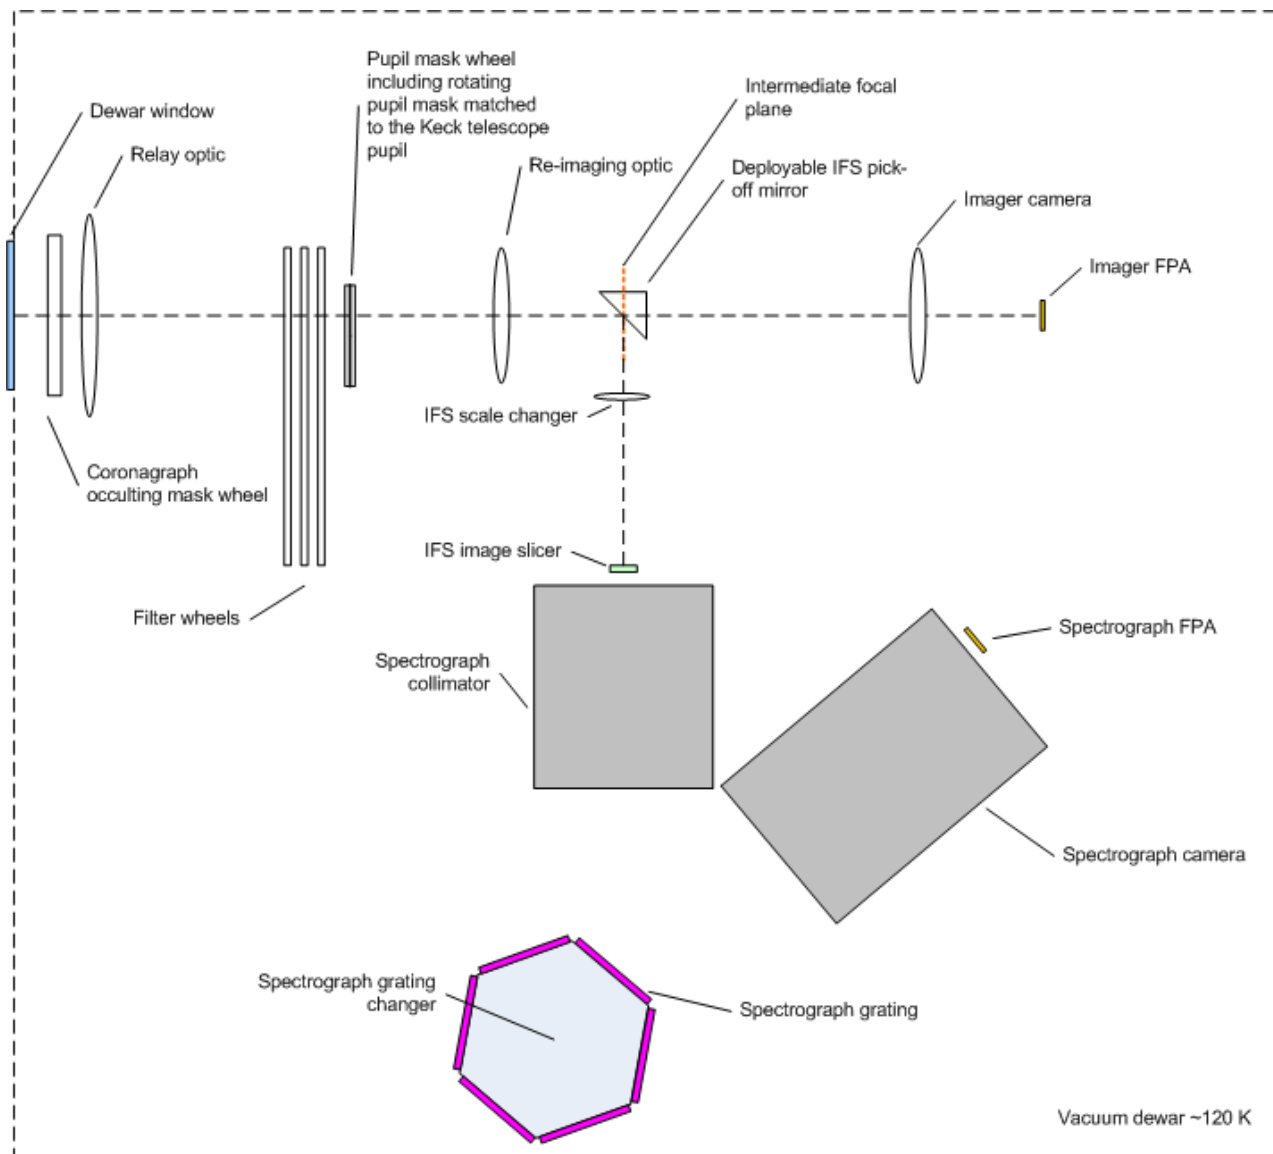 Pupil mask wheel
including rotating
pupil mask matched
to the Keck telescope
pupil
Intermediate focal
plane
Dewar window
Relay optic
Re-imaging optic
Deployable IFS pick-
off mirror
Imager camera
Imager FPA
IFS scale changer
Coronagraph
occulting mask wheel
IFS image slicer
Filter wheels
Spectrograph FPA
Spectrograph
collimator
Spectrograph camera
Spectrograph grating
changer
Spectrograph grating
Vacuum dewar ~120 K